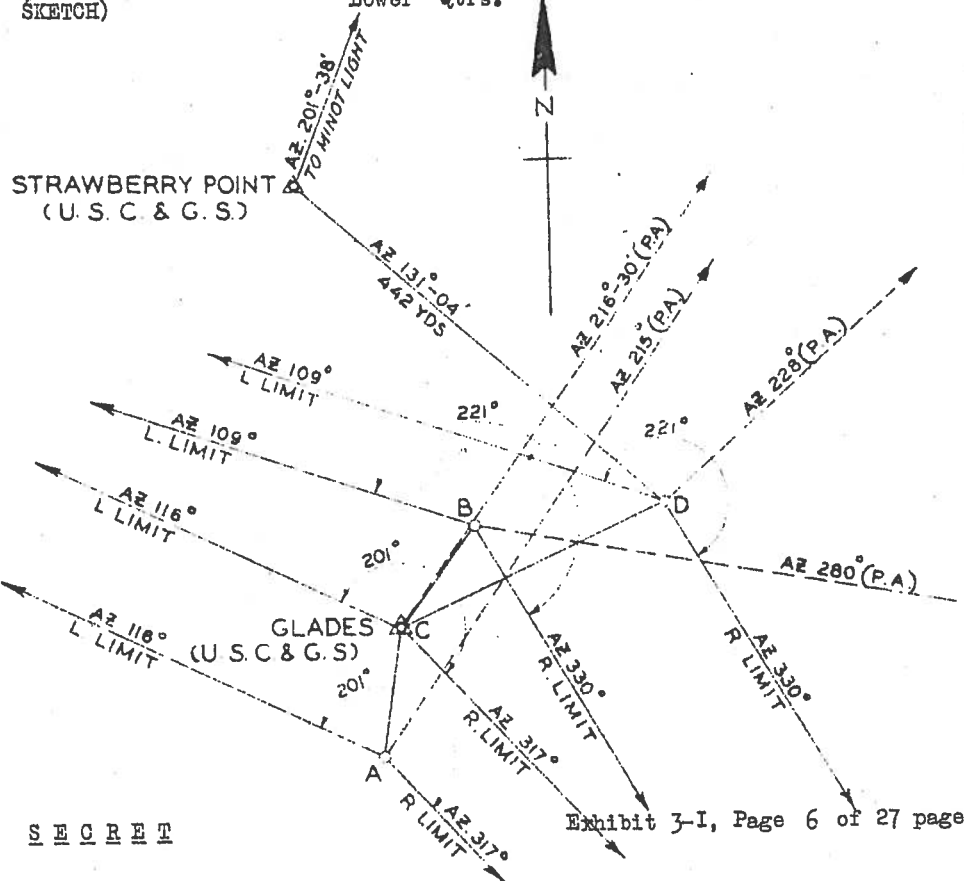 SKETCH)
Lower Qtrs.
AZ. 201°-38'
TO MINOT LIGHT
N
STRAWBERRY POINT
(U.S.C. & G.S.)
AZ 131°-04'
442 YDS
AZ 216°-30'(P.A)
AZ 215°(P.A.)
AZ 228°(P.A.)
AZ 109°
L LIMIT
221°
221°
AZ 109°
L. LIMIT
B
D
AZ 116°
L LIMIT
201°
AZ 280°(P.A.)
AZ 118°
L. LIMIT
GLADES C
(U.S.C & G.S)
201°
AZ 330°
R. LIMIT
AZ 330°
R LIMIT
AZ 317°
R. LIMIT
A
AZ. 317°
R LIMIT
Exhibit 3-I, Page 6 of 27 page
SECRET